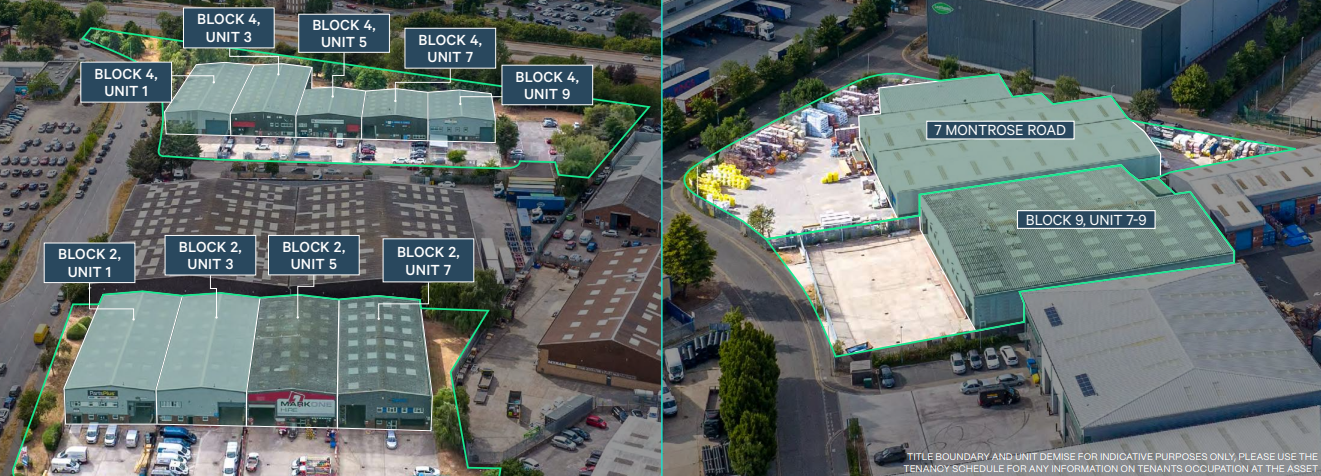 BLOCK 4,
UNIT 3
BLOCK 4,
UNIT 5
BLOCK 4,
UNIT 7
BLOCK 4,
UNIT 1
BLOCK 4,
UNIT 9
BLOCK 2,
UNIT 1
BLOCK 2,
UNIT 3
BLOCK 2,
UNIT 5
BLOCK 2,
UNIT 7
MARKONE
HIRE
7 MONTROSE ROAD
BLOCK 9, UNIT 7-9
TITLE BOUNDARY AND UNIT DEMISE FOR INDICATIVE PURPOSES ONLY, PLEASE USE THE
TENANCY SCHEDULE FOR ANY INFORMATION ON TENANTS OCCUPATION AT THE ASSET